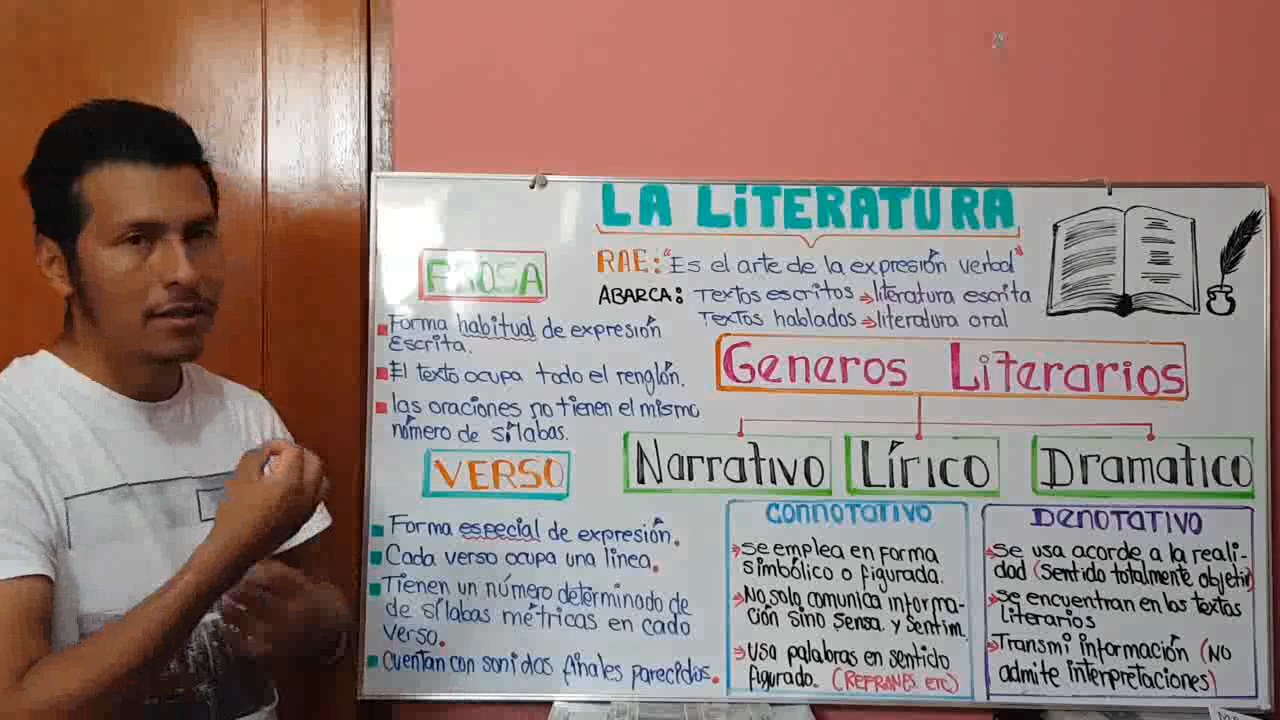 LA LiTERATURA
RAE: "Es el arte de la expresión verbal"
ABARCA: Textos escritos → literatura escrita
Textos hablados → literatura oral
PROSA
Forma habitual de expresión
Escrita.
El texto ocupa todo el renglón.
las oraciones no tienen el mismo
número de sílabas.
VERSO
Forma especial de expresión.
Cada verso ocupa una linea.
Tienen un número determinado de
de sílabas métricas en cada
verso.
Cuentan con sonidos finales parecidos.
Generos Literarios
Narrativo
Lírico
Dramatico
CONNOTATIVO
se emplea en forma
simbólico o figurada.
No solo comunica informa-
ción sino sensa. y sentim.
Usa palabras en sentido
figurado. (REFRANES ETC)
DENOTATIVO
Se usa acorde a la reali-
dad (sentido totalmente objetiv)
se encuentran en los textos
literarios
Transmi información (NO
admite interpretaciones)